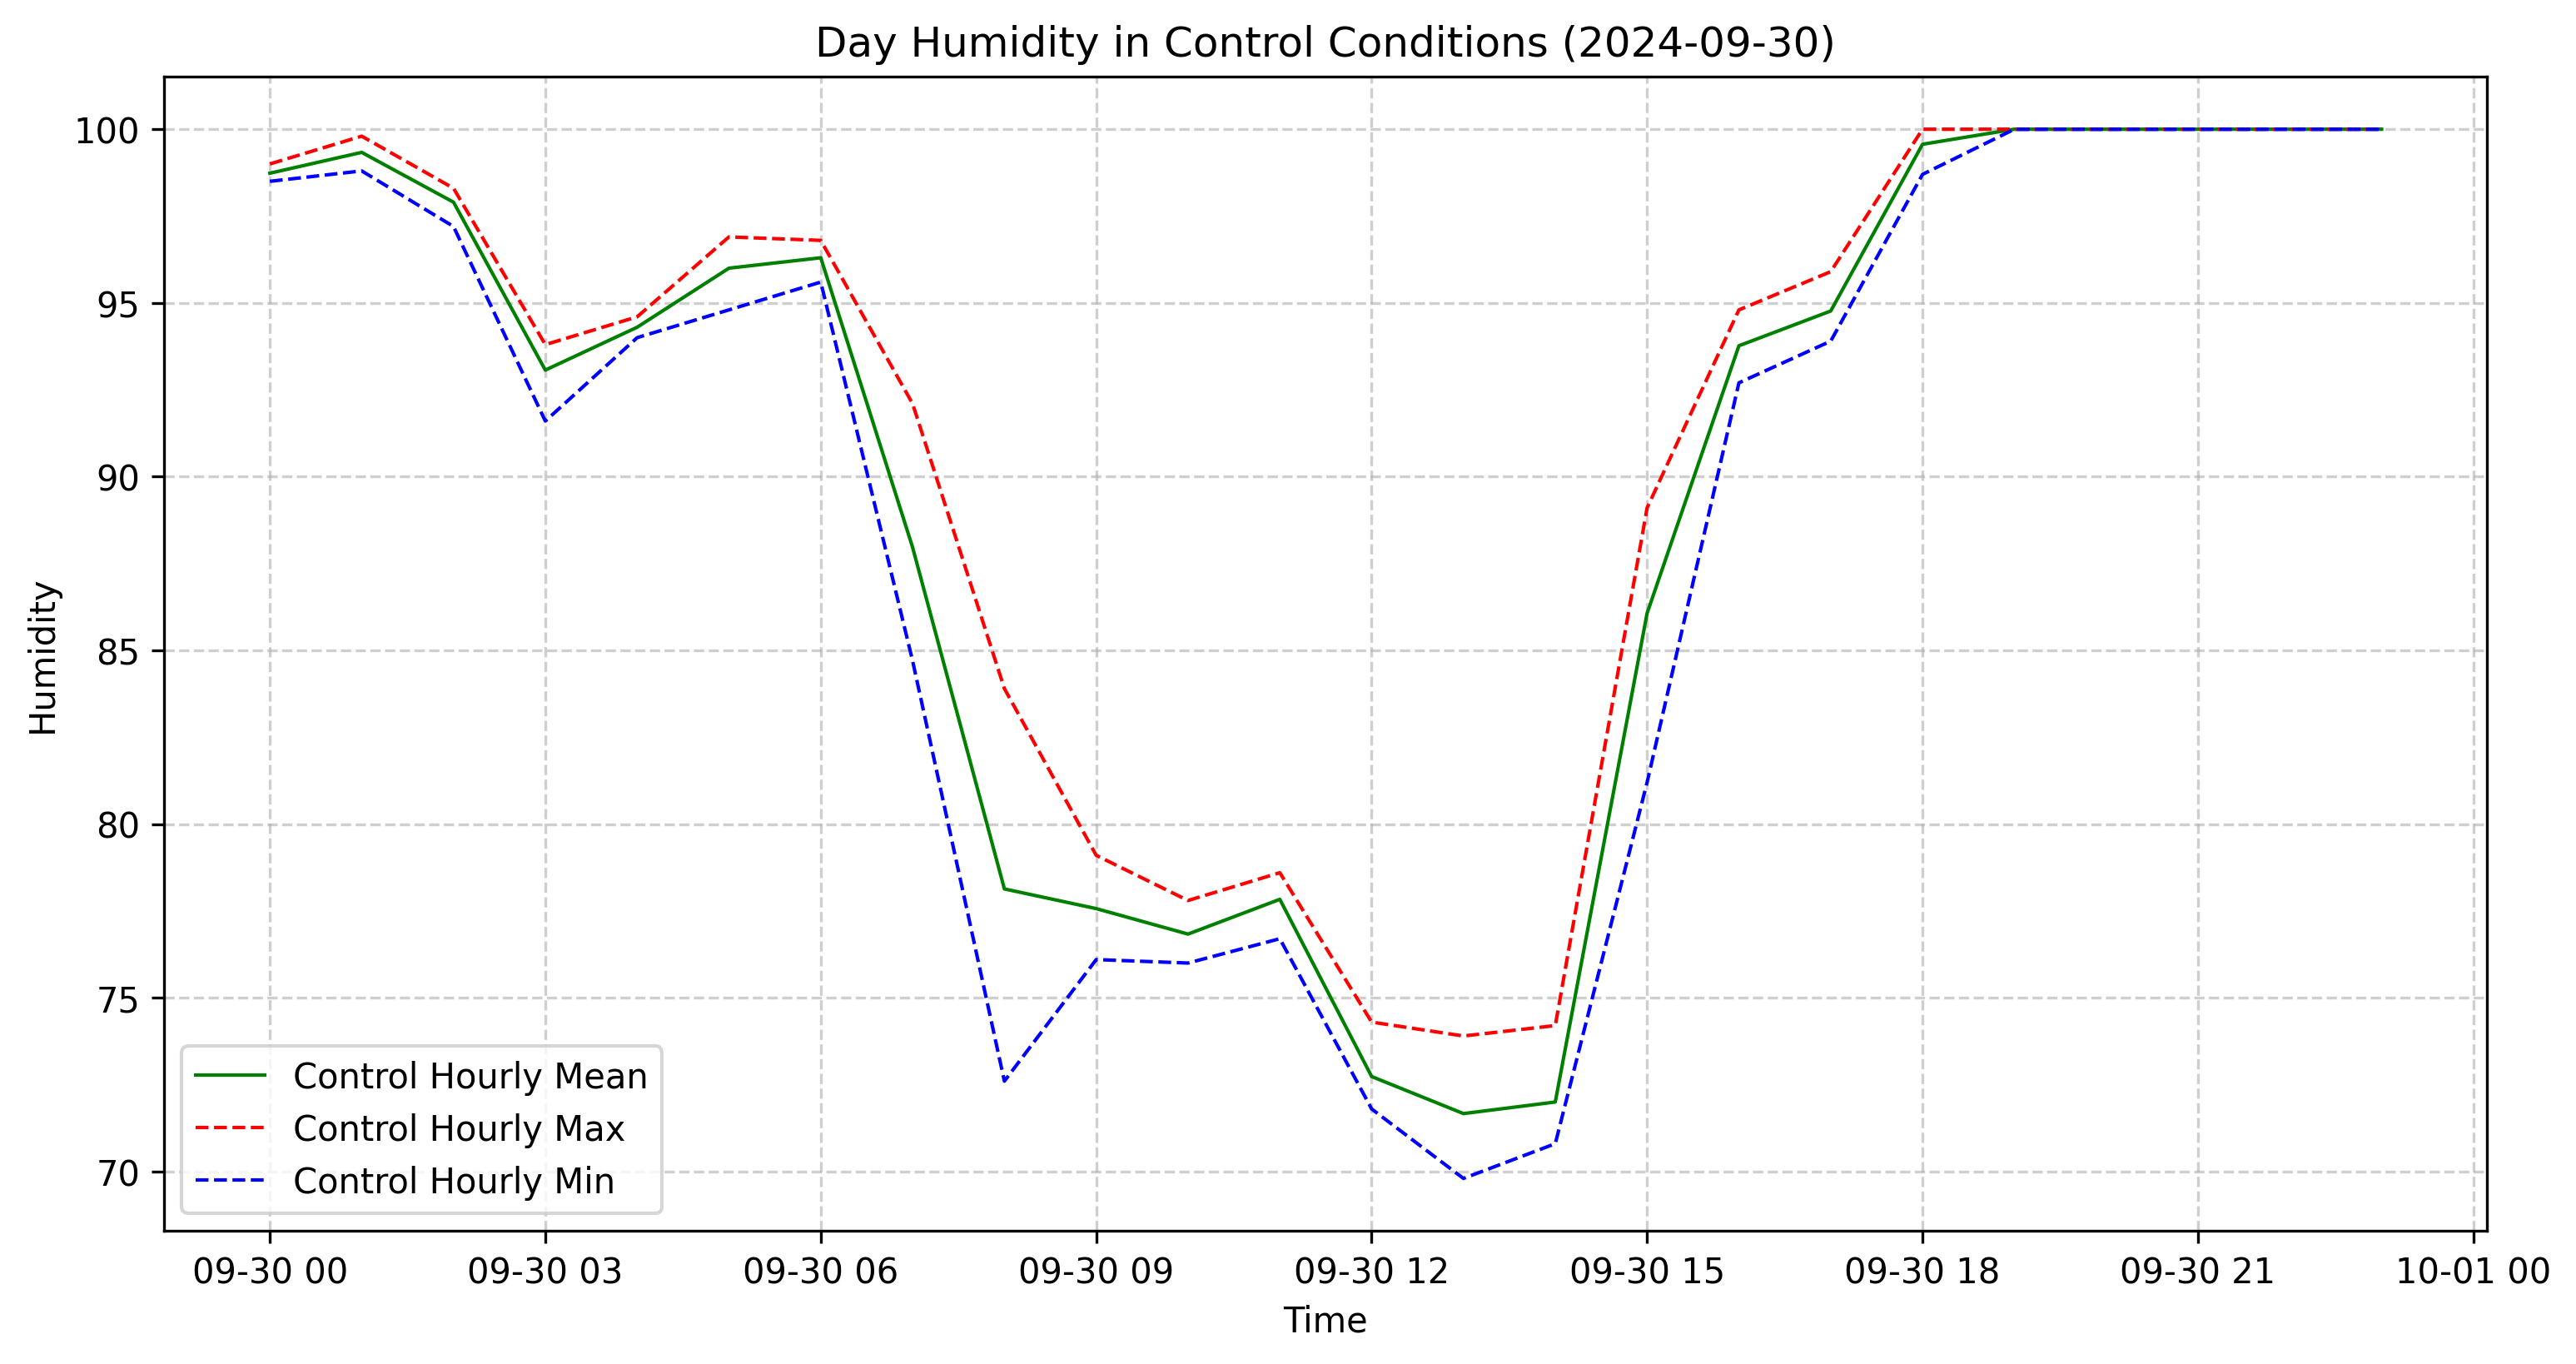 Day Humidity in Control Conditions (2024-09-30)
Humidity
100
95
90
85
80
75
70
Control Hourly Mean
Control Hourly Max
Control Hourly Min
09-30 00 09-30 03 09-30 06 09-30 09 09-30 12 09-30 15 09-30 18 09-30 21 10-01 00
Time